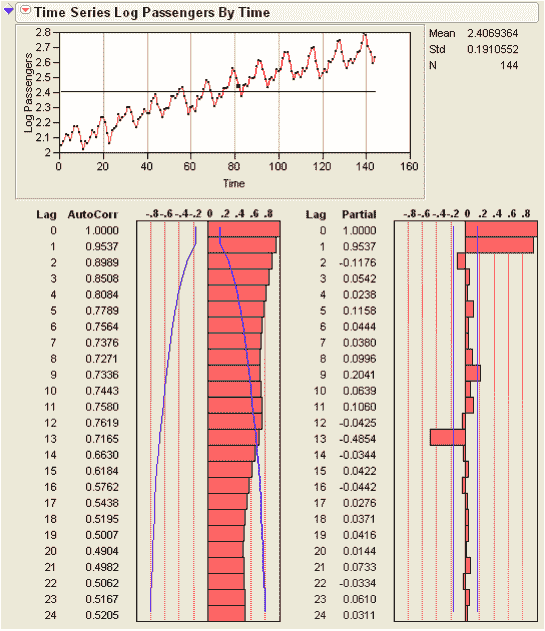 Time Series Log Passengers By Time
Mean 2.4069364
Std 0.1910552
N 144
Log Passengers
2.8
2.7
2.6
2.5
2.4
2.3
2.2
2.1
2
0 20 40 60 80 100 120 140 160
Time
Lag AutoCorr -.8 -.6 -.4 -.2 0 .2 .4 .6 .8 Lag Partial -.8 -.6 -.4 -.2 0 .2 .4 .6 .8
0 1.0000 0 1.0000
1 0.9537 1 0.9537
2 0.8989 2 -0.1176
3 0.8508 3 0.0542
4 0.8084 4 0.0238
5 0.7789 5 0.1158
6 0.7564 6 0.0444
7 0.7376 7 0.0380
8 0.7271 8 0.0996
9 0.7336 9 0.2041
10 0.7443 10 0.0639
11 0.7580 11 0.1060
12 0.7619 12 -0.0425
13 0.7165 13 -0.4854
14 0.6630 14 -0.0344
15 0.6184 15 0.0422
16 0.5762 16 -0.0442
17 0.5438 17 0.0276
18 0.5195 18 0.0371
19 0.5007 19 0.0416
20 0.4904 20 0.0144
21 0.4982 21 0.0733
22 0.5062 22 -0.0334
23 0.5167 23 0.0610
24 0.5205 24 0.0311